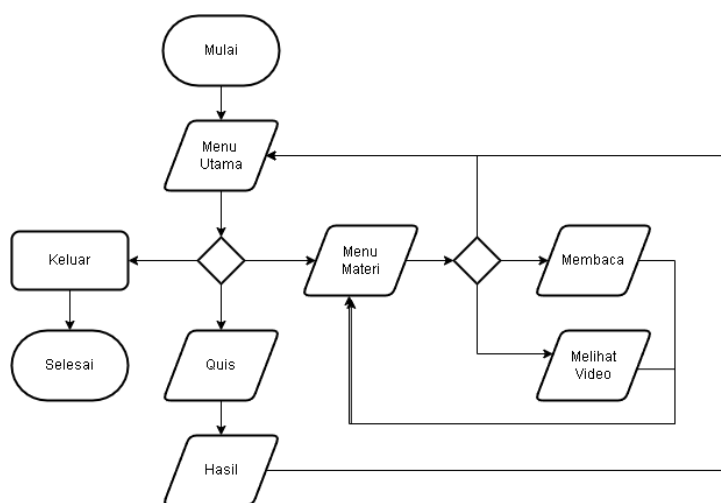 Mulai
Menu
Utama
Keluar
Menu
Materi
Membaca
Selesai
Quis
Melihat
Video
Hasil